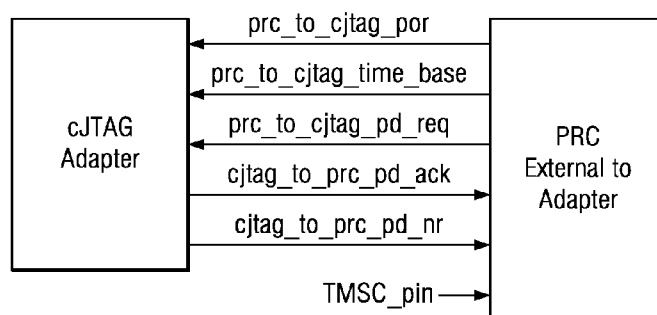 prc_to_cjtag_por
prc_to_cjtag_time_base
prc_to_cjtag_pd_req
cjtag_to_prc_pd_ack
cjtag_to_prc_pd_nr
TMSC_pin
cJTAG
Adapter
PRC
External to
Adapter